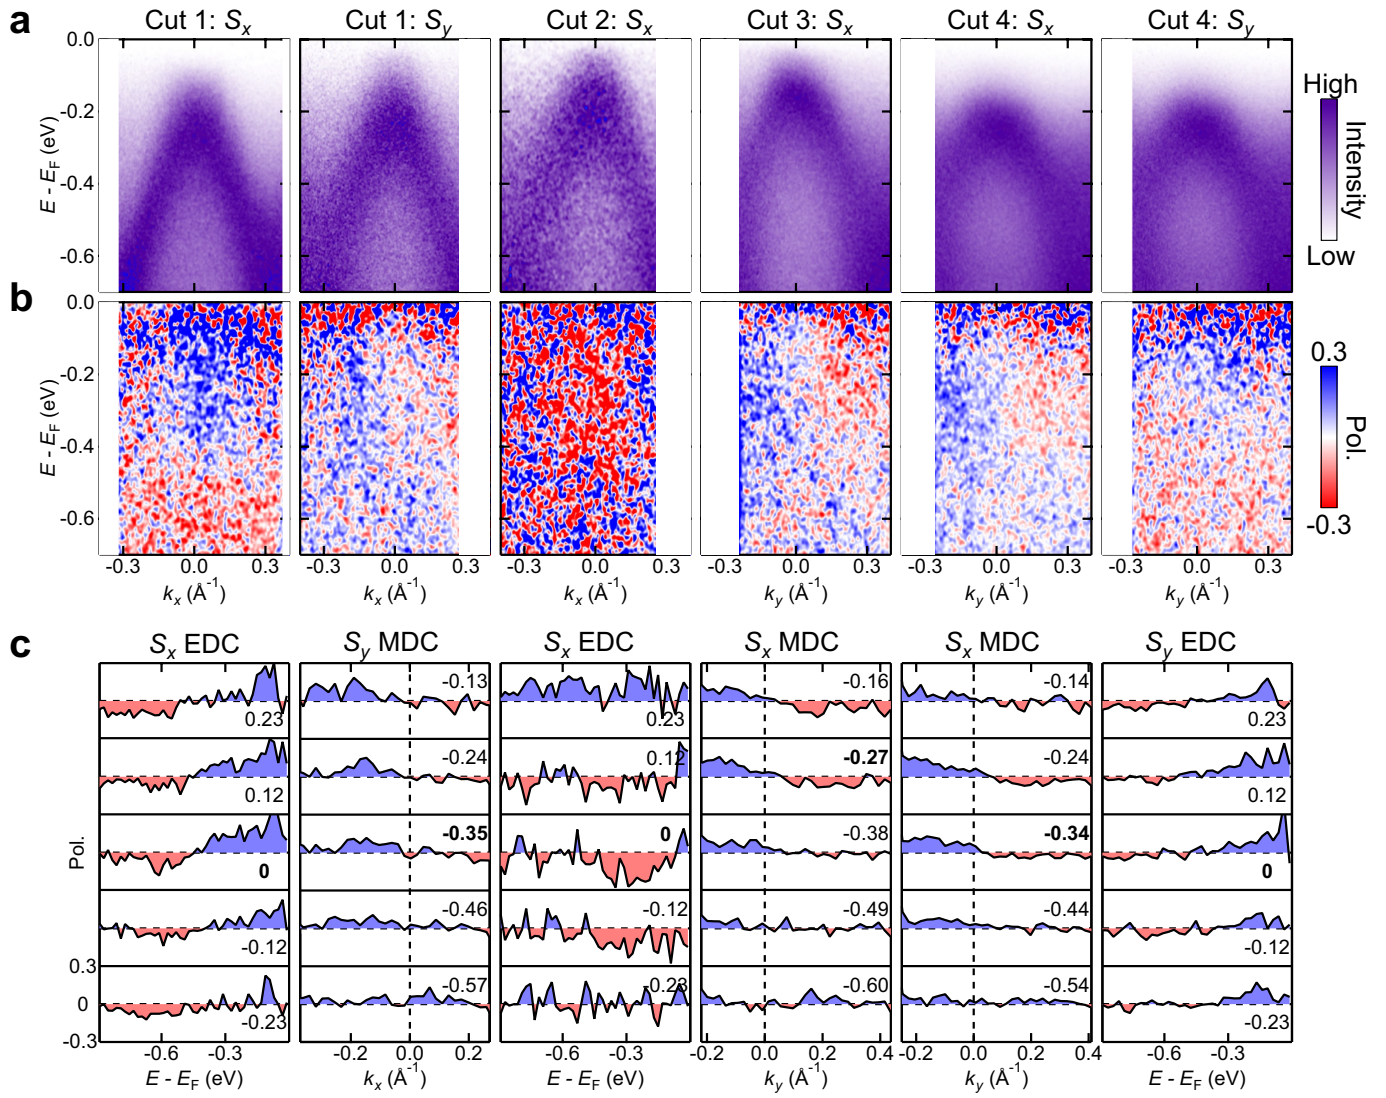 a
Cut 1: Sx
Cut 1: Sy
Cut 2: Sx
Cut 3: Sx
Cut 4: Sx
Cut 4: Sy
0.0
-0.2
-0.4
-0.6
E - EF (eV)
High
Intensity
Low
b
0.0
-0.2
-0.4
-0.6
E - EF (eV)
0.3
Pol.
-0.3
-0.3 0.0 0.3
-0.3 0.0 0.3
-0.3 0.0 0.3
-0.3 0.0 0.3
-0.3 0.0 0.3
-0.3 0.0 0.3
kx (Å-1)
kx (Å-1)
kx (Å-1)
ky (Å-1)
ky (Å-1)
ky (Å-1)
c
Sx EDC
Sy MDC
Sx EDC
Sx MDC
Sx MDC
Sy EDC
0.23
-0.13
0.23
-0.16
-0.14
0.23
0.12
-0.24
0.12
-0.27
-0.24
0.12
Pol.
0
-0.35
0
-0.38
-0.34
0
-0.12
-0.46
-0.12
-0.49
-0.44
-0.12
0.3
0
-0.3
-0.23
-0.57
-0.23
-0.60
-0.54
-0.23
-0.6 -0.3
-0.2 0.0 0.2
-0.6 -0.3
-0.2 0.0 0.2 0.4
-0.2 0.0 0.2 0.4
-0.6 -0.3
E - EF (eV)
kx (Å-1)
E - EF (eV)
ky (Å-1)
ky (Å-1)
E - EF (eV)